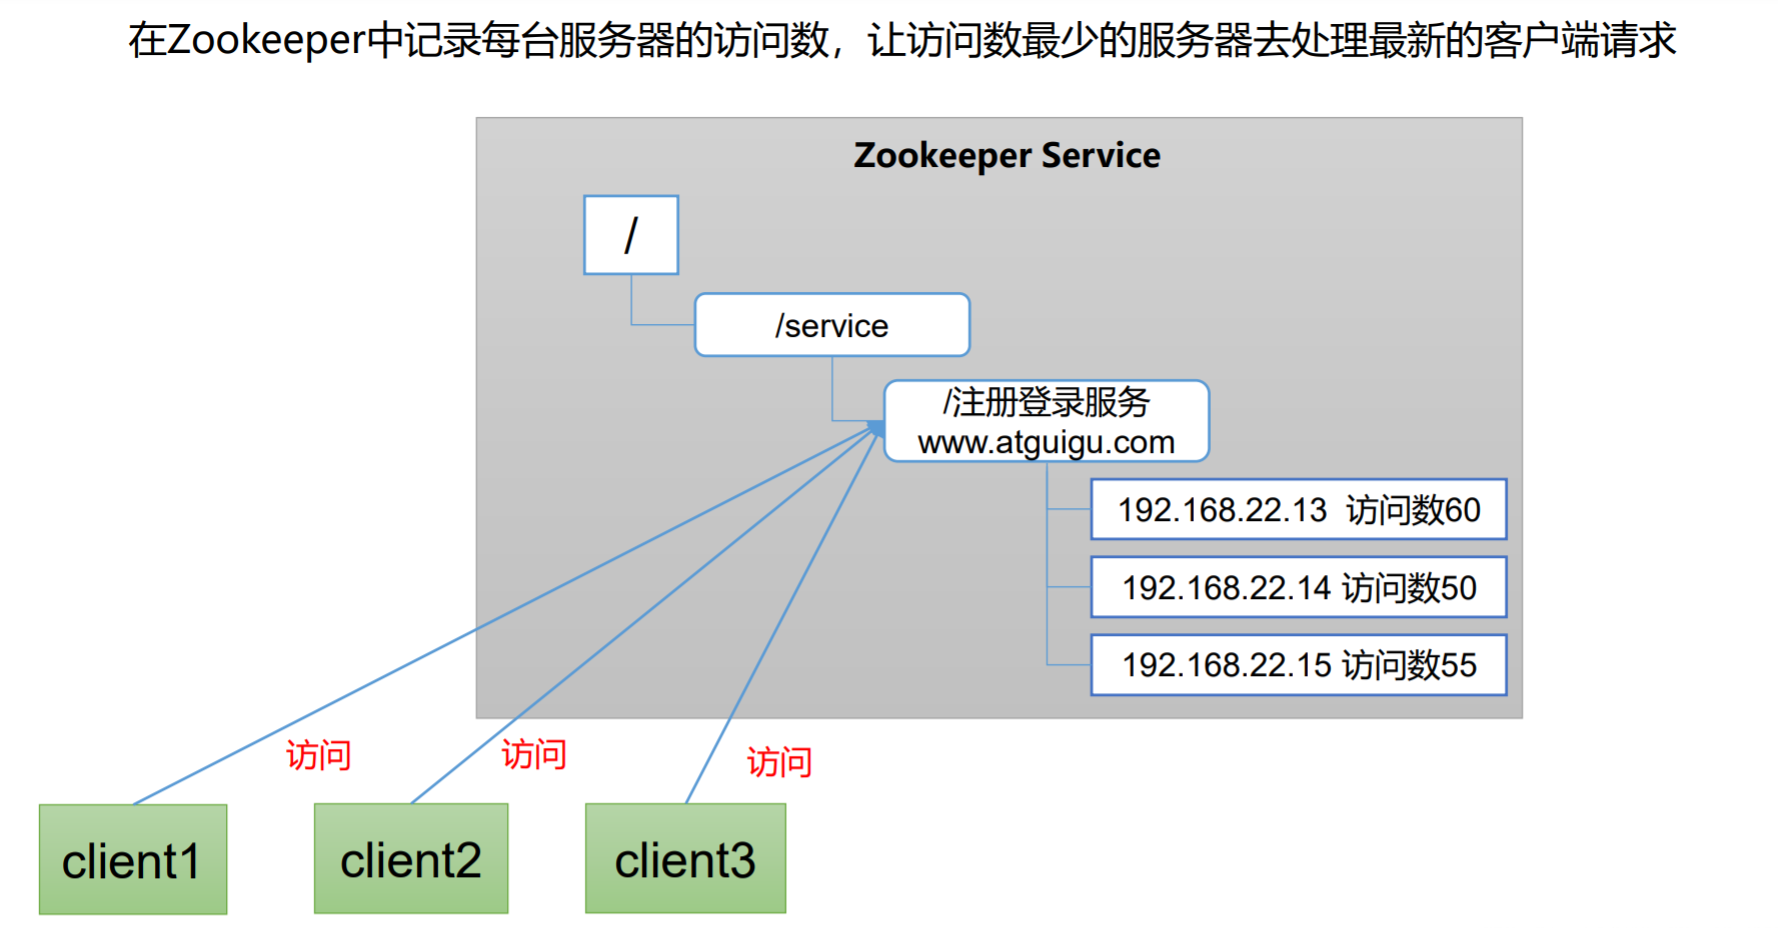 在Zookeeper中记录每台服务器的访问数，让访问数最少的服务器去处理最新的客户端请求
Zookeeper Service
/
/service
/注册登录服务
www.atguigu.com
192.168.22.13 访问数60
192.168.22.14 访问数50
192.168.22.15 访问数55
访问
访问
访问
client1
client2
client3